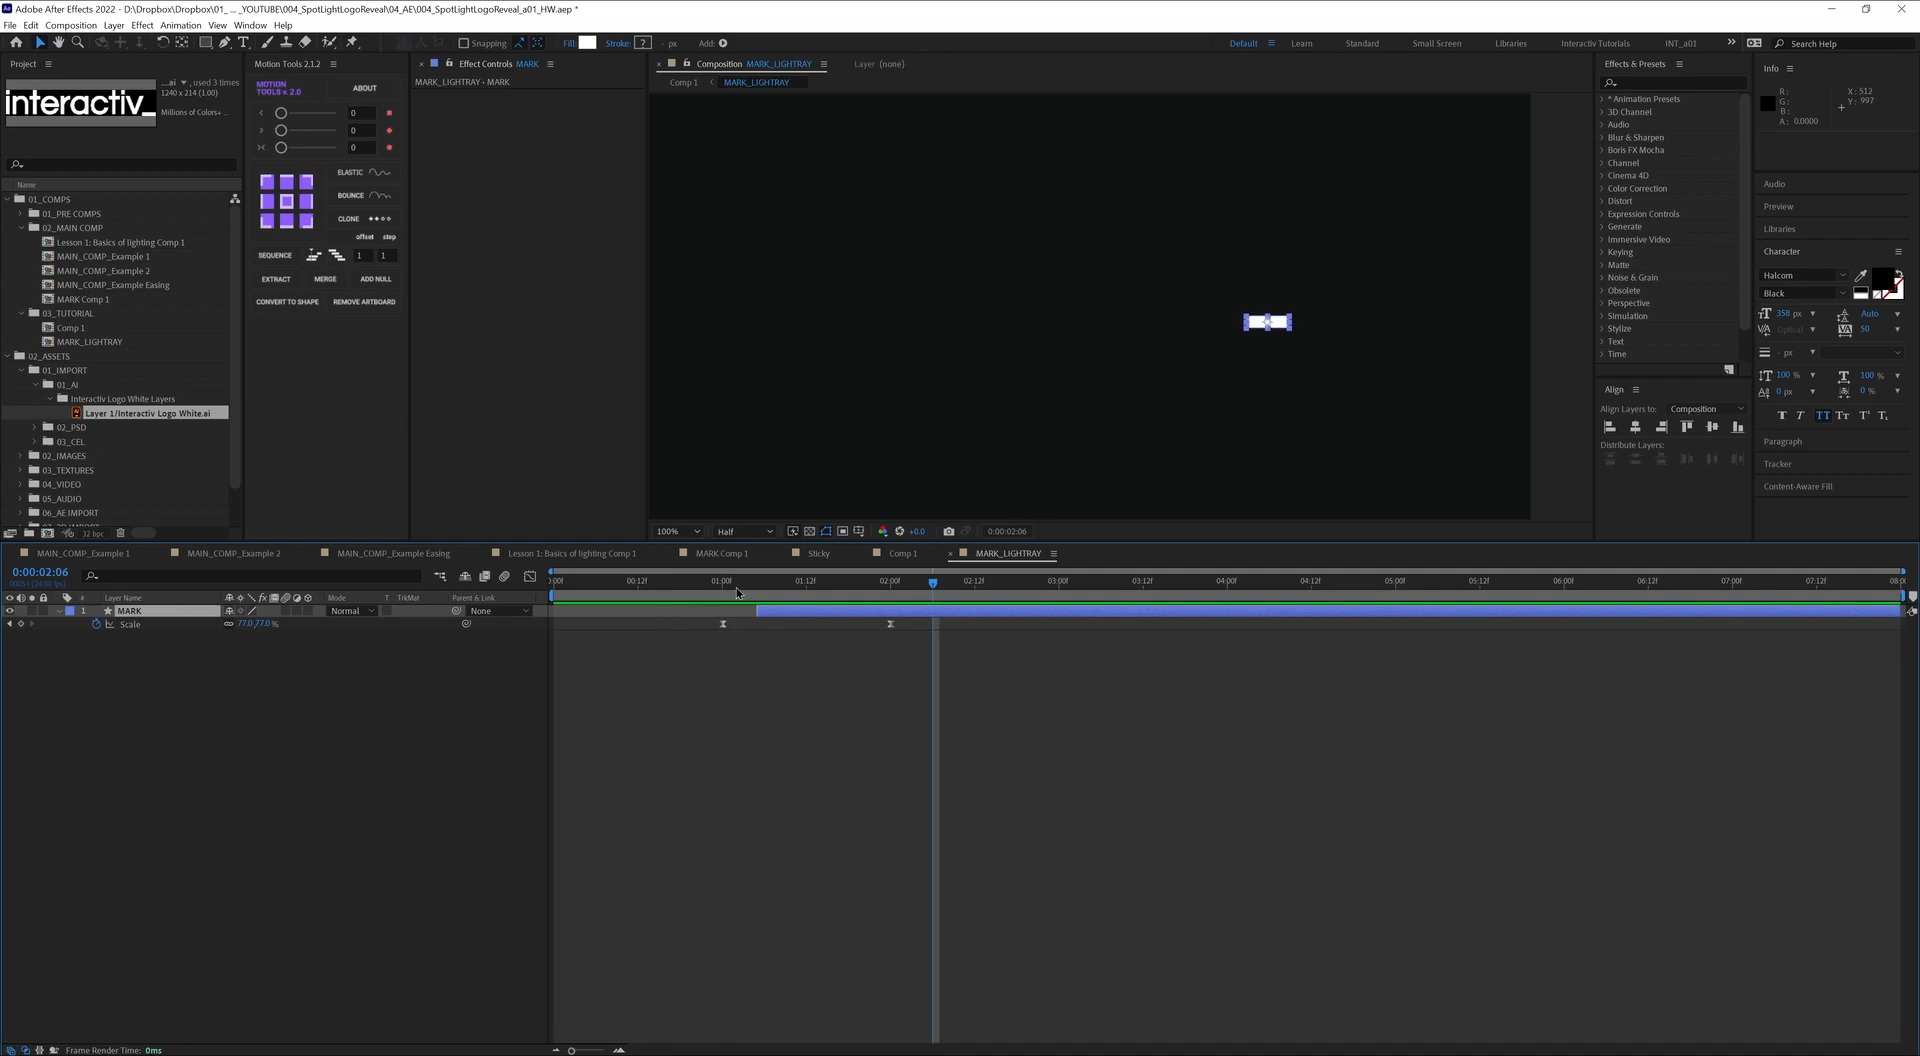 Adobe After Effects 2022 - D:\Dropbox\Dropbox\01_ ... _YOUTUBE\004_SpotLightLogoReveal\04_AE\004_SpotLightLogoReveal_a01_HW.aep *
File Edit Composition Layer Effect Animation View Window Help
Snapping Fill: Stroke: ? - px Add: Default Learn Standard Small Screen Libraries Interactiv Tutorials INT_a01 Search Help
Project
interactiv_
__.ai , used 3 times
1240 x 214 (1.00)
Millions of Colors+ ..
Name
01_COMPS
01_PRE COMPS
02_MAIN COMP
Lesson 1: Basics of lighting Comp 1
MAIN_COMP_Example 1
MAIN_COMP_Example 2
MAIN_COMP_Example Easing
MARK Comp 1
03_TUTORIAL
Comp 1
MARK_LIGHTRAY
02_ASSETS
01_IMPORT
01_AI
Interactiv Logo White Layers
Layer 1/Interactiv Logo White.ai
02_PSD
03_CEL
02_IMAGES
03_TEXTURES
04_VIDEO
05_AUDIO
06_AE IMPORT
32 bpc
Motion Tools 2.1.2
MOTION
TOOLS v. 2.0
ABOUT
0
0
0
ELASTIC
BOUNCE
CLONE
offset step
SEQUENCE 1 1
EXTRACT MERGE ADD NULL
CONVERT TO SHAPE REMOVE ARTBOARD
Effect Controls MARK
MARK_LIGHTRAY • MARK
Composition MARK_LIGHTRAY Layer (none)
Comp 1 MARK_LIGHTRAY
100% Half +0.0 0:00:02:06
Effects & Presets
* Animation Presets
3D Channel
Audio
Blur & Sharpen
Boris FX Mocha
Channel
Cinema 4D
Color Correction
Distort
Expression Controls
Generate
Immersive Video
Keying
Matte
Noise & Grain
Obsolete
Perspective
Simulation
Stylize
Text
Time
Align
Align Layers to: Composition
Distribute Layers:
Info
R:
G:
B:
A: 0.0000
X: 512
Y: 997
Audio
Preview
Libraries
Character
Halcom
Black
358 px Auto
Optical 50
- px
100 % 100 %
0 px 0 %
T T TT Tт T¹ T₁
Paragraph
Tracker
Content-Aware Fill
MAIN_COMP_Example 1 MAIN_COMP_Example 2 MAIN_COMP_Example Easing Lesson 1: Basics of lighting Comp 1 MARK Comp 1 Sticky Comp 1 MARK_LIGHTRAY
0:00:02:06
:00f 00:12f 01:00f 01:12f 02:00f 02:12f 03:00f 03:12f 04:00f 04:12f 05:00f 05:12f 06:00f 06:12f 07:00f 07:12f 08:0
# Layer Name Mode T TrkMat Parent & Link
1 MARK Normal None
Scale 77.0,77.0 %
Frame Render Time: 0ms